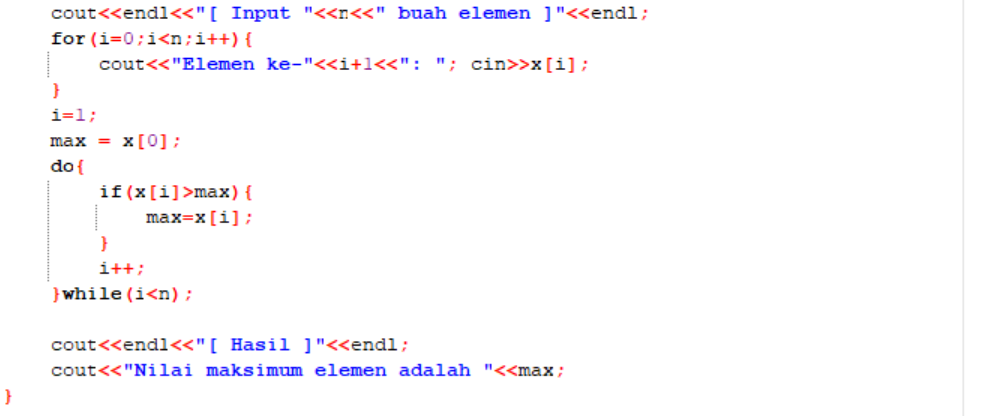 cout<<endl<<"[ Input "<<n<<" buah elemen ]"<<endl;
for(i=0;i<n;i++){
cout<<"Elemen ke-"<<i+1<<": "; cin>>x[i];
}
i=1;
max = x[0];
do{
if(x[i]>max){
max=x[i];
}
i++;
}while(i<n);
cout<<endl<<"[ Hasil ]"<<endl;
cout<<"Nilai maksimum elemen adalah "<<max;
}